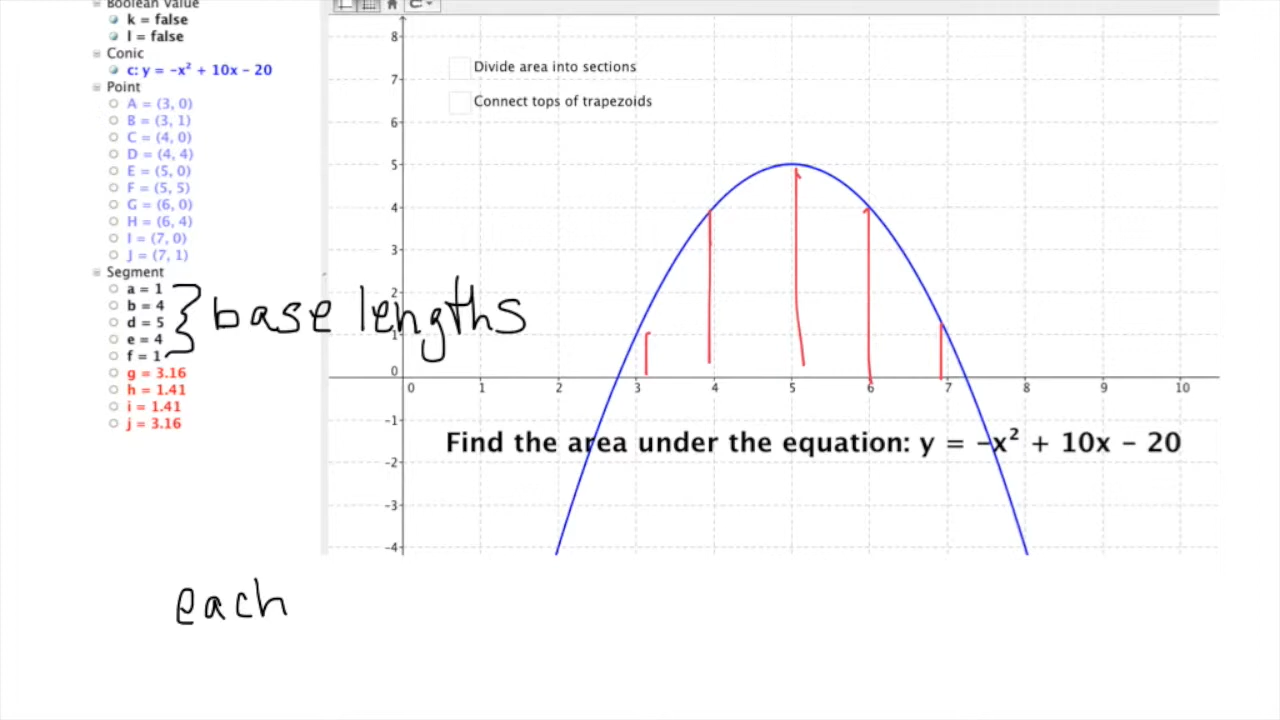 Boolean Value
k = false
l = false
Conic
c: y = −x² + 10x − 20
Point
A = (3, 0)
B = (3, 1)
C = (4, 0)
D = (4, 4)
E = (5, 0)
F = (5, 5)
G = (6, 0)
H = (6, 4)
I = (7, 0)
J = (7, 1)
Segment
a = 1
b = 4
d = 5
e = 4
f = 1
g = 3.16
h = 1.41
i = 1.41
j = 3.16
base lengths
each
Divide area into sections
Connect tops of trapezoids
8
7
6
5
4
3
2
1
0
−1
−2
−3
−4
0 1 2 3 4 5 6 7 8 9 10
Find the area under the equation: y = −x² + 10x − 20